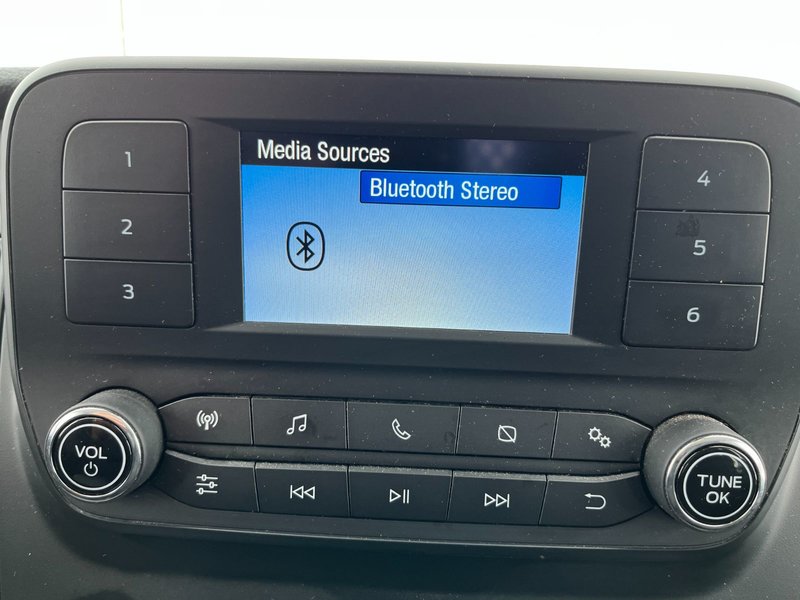 Media Sources
Bluetooth Stereo
1
2
3
4
5
6
VOL
TUNE
OK